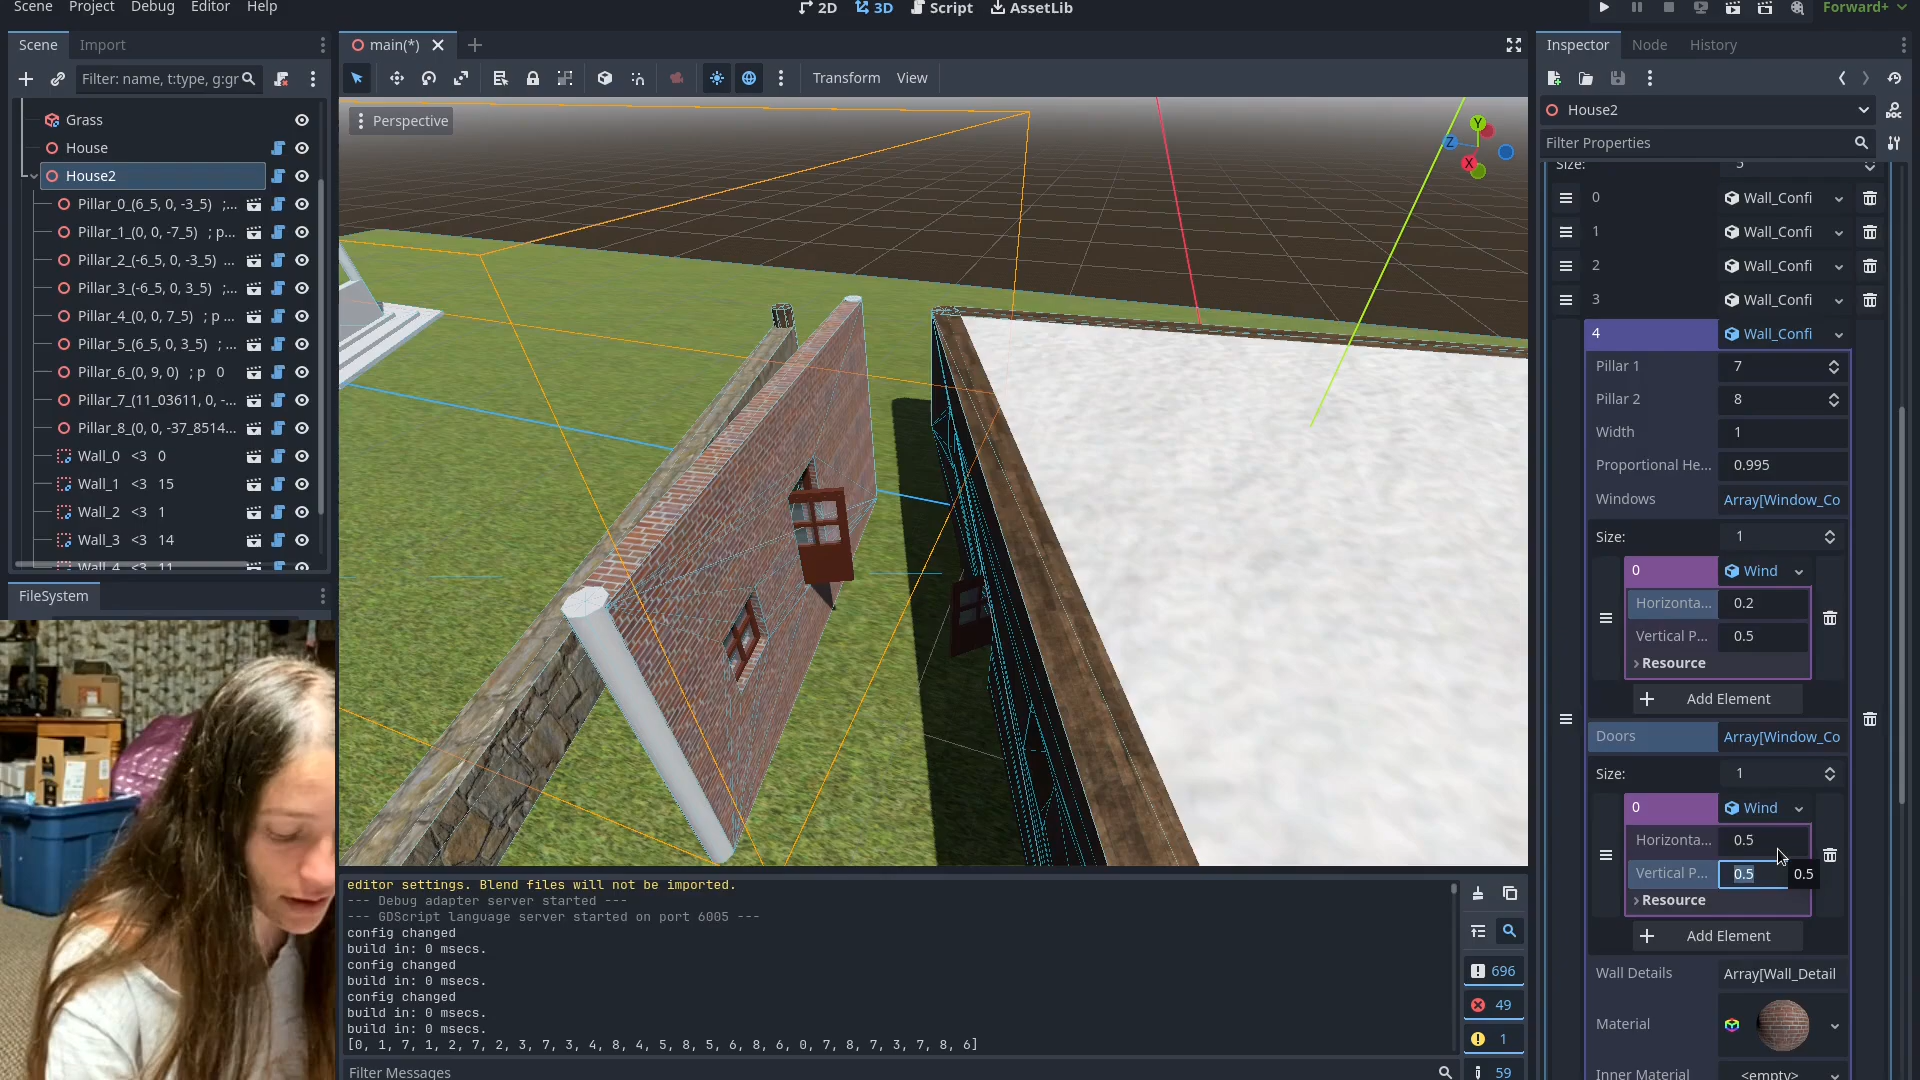 Scene Project Debug Editor Help
2D 3D Script AssetLib
Forward+
Scene Import
Filter: name, t:type, g:gr
Grass
House
House2
Pillar_0_(6_5, 0, -3_5) ;...
Pillar_1_(0, 0, -7_5) ; p...
Pillar_2_(-6_5, 0, -3_5) ...
Pillar_3_(-6_5, 0, 3_5) ;...
Pillar_4_(0, 0, 7_5) ; p ...
Pillar_5_(6_5, 0, 3_5) ; ...
Pillar_6_(0, 9, 0) ; p 0
Pillar_7_(11_03611, 0, -...
Pillar_8_(0, 0, -37_8514...
Wall_0 <3 0
Wall_1 <3 15
Wall_2 <3 1
Wall_3 <3 14
Wall_4 <3 11
FileSystem
main(*)
Transform View
Perspective
Y
Z
X
editor settings. Blend files will not be imported.
--- Debug adapter server started ---
--- GDScript language server started on port 6005 ---
config changed
build in: 0 msecs.
config changed
build in: 0 msecs.
config changed
build in: 0 msecs.
build in: 0 msecs.
[0, 1, 7, 1, 2, 7, 2, 3, 7, 3, 4, 8, 4, 5, 8, 5, 6, 8, 6, 0, 7, 8, 7, 3, 7, 8, 6]
Filter Messages
696
49
1
59
Inspector Node History
House2
Filter Properties
Size: 5
0 Wall_Confi
1 Wall_Confi
2 Wall_Confi
3 Wall_Confi
4 Wall_Confi
Pillar 1 7
Pillar 2 8
Width 1
Proportional He... 0.995
Windows Array[Window_Co
Size: 1
0 Wind
Horizonta... 0.2
Vertical P... 0.5
Resource
Add Element
Doors Array[Window_Co
Size: 1
0 Wind
Horizonta... 0.5
Vertical P... 0.5 0.5
Resource
Add Element
Wall Details Array[Wall_Detail
Material
Inner Material <empty>